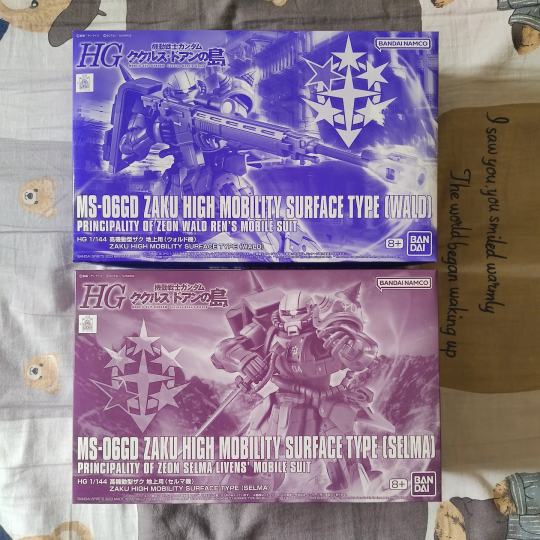 BANDAI NAMCO
HG
機動戦士ガンダム
ククルス・ドアンの島
MS-06GD ZAKU HIGH MOBILITY SURFACE TYPE (WALD)
PRINCIPALITY OF ZEON WALD REN'S MOBILE SUIT
HG 1/144 高機動型ザク 地上用(ウォルド機)
ZAKU HIGH MOBILITY SURFACE TYPE (WALD)
8+
BAN
DAI
BANDAI NAMCO
HG
機動戦士ガンダム
ククルス・ドアンの島
MS-06GD ZAKU HIGH MOBILITY SURFACE TYPE (SELMA)
PRINCIPALITY OF ZEON SELMA LIVENS' MOBILE SUIT
HG 1/144 高機動型ザク 地上用(セルマ機)
ZAKU HIGH MOBILITY SURFACE TYPE (SELMA)
8+
BAN
DAI
I saw you, you smiled warmly
The world began waking up